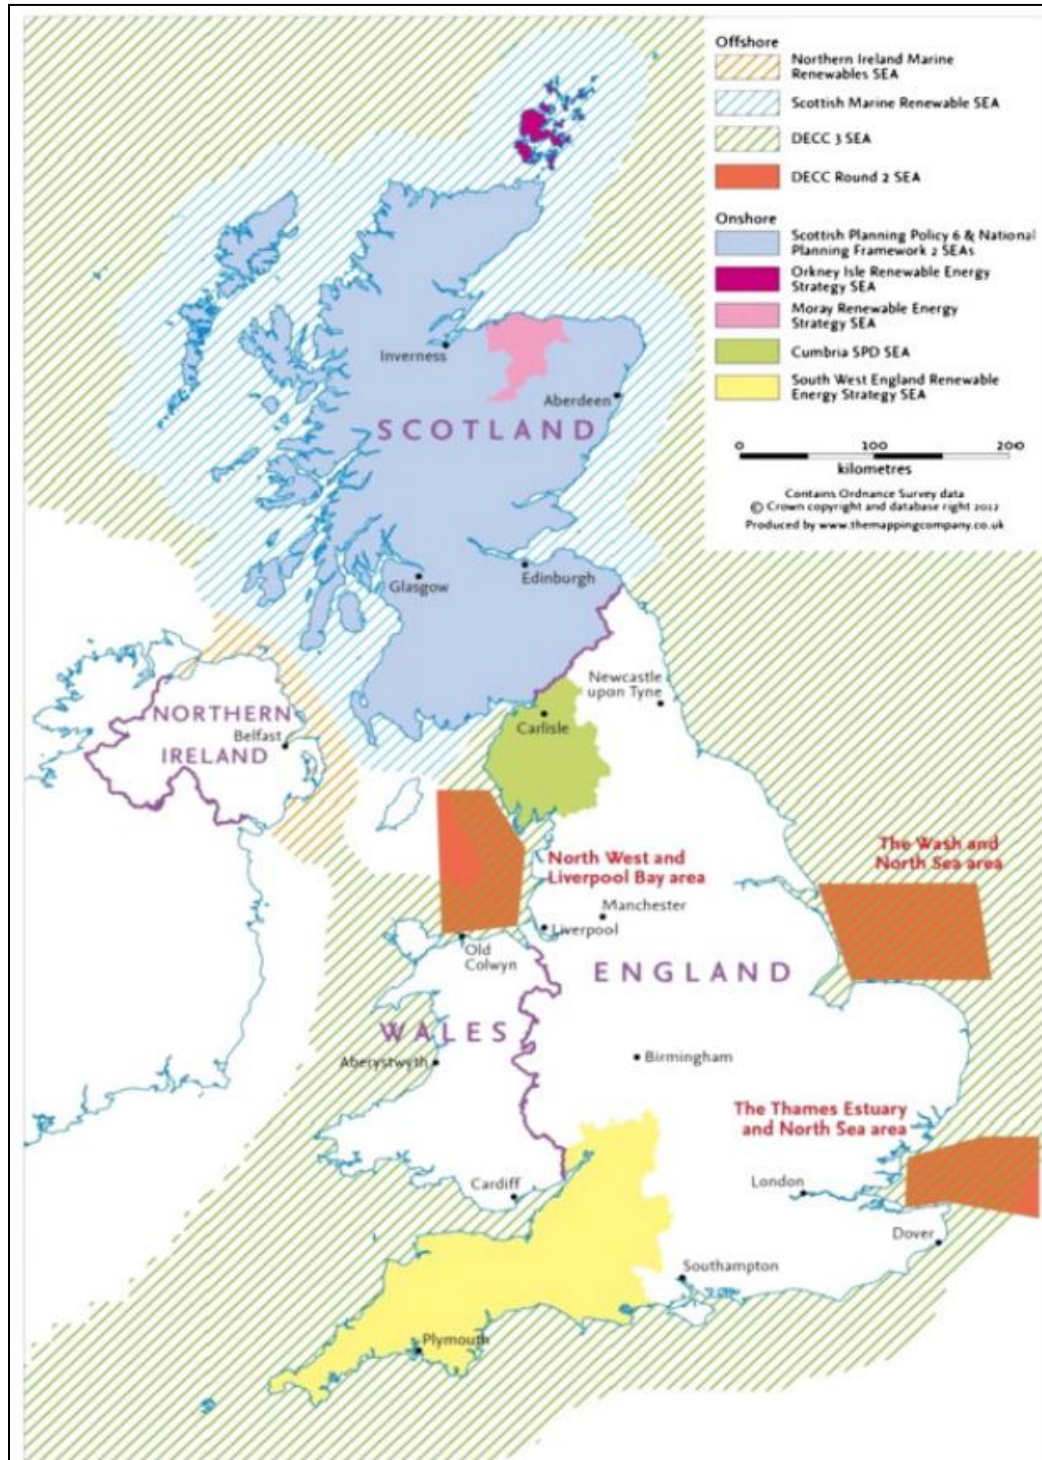 Offshore
Northern Ireland Marine
Renewables SEA
Scottish Marine Renewable SEA
DECC 3 SEA
DECC Round 2 SEA
Onshore
Scottish Planning Policy 6 & National
Planning Framework 2 SEAs
Orkney Isle Renewable Energy
Strategy SEA
Moray Renewable Energy
Strategy SEA
Cumbria SPD SEA
South West England Renewable
Energy Strategy SEA
0 100 200
kilometres
Contains Ordnance Survey data
© Crown copyright and database right 2012
Produced by www.themappingcompany.co.uk
Inverness
Aberdeen
SCOTLAND
Glasgow
Edinburgh
Newcastle
upon Tyne
NORTHERN
Belfast
IRELAND
Carlisle
North West and
Liverpool Bay area
The Wash and
North Sea area
Manchester
Liverpool
Old
Colwyn
ENGLAND
WALES
Aberystwyth
Birmingham
The Thames Estuary
and North Sea area
Cardiff
London
Dover
Southampton
Plymouth